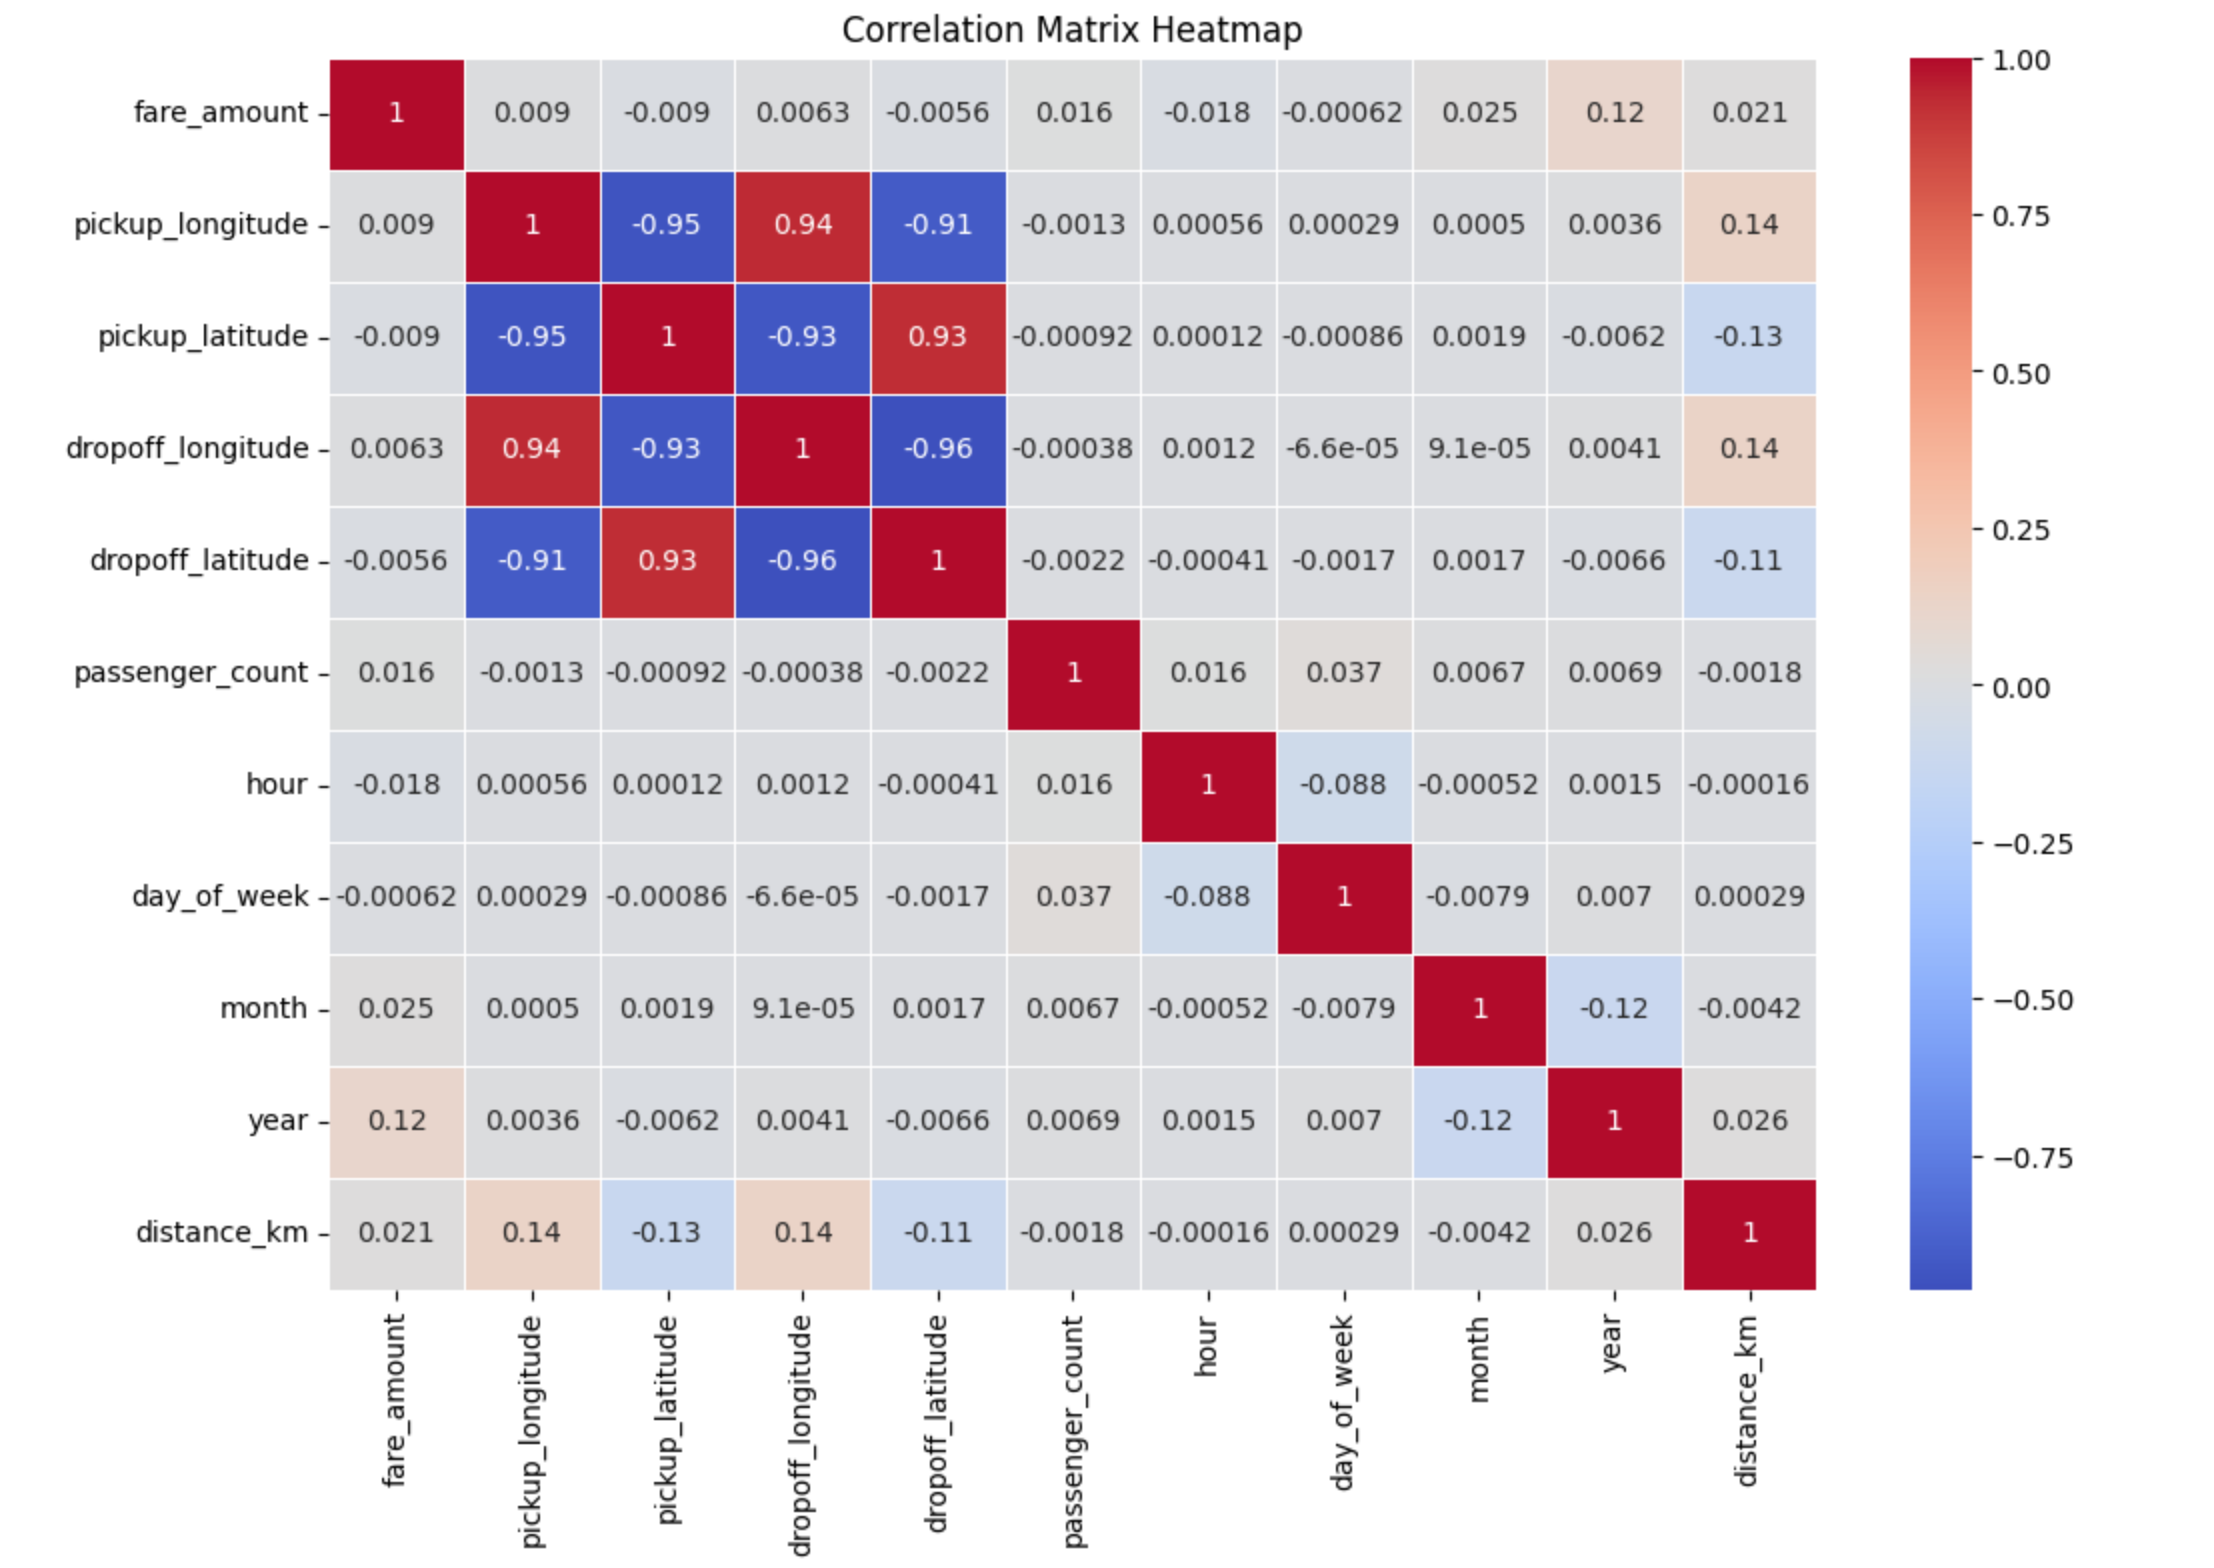 Correlation Matrix Heatmap
fare_amount 1 0.009 -0.009 0.0063 -0.0056 0.016 -0.018 -0.00062 0.025 0.12 0.021
pickup_longitude 0.009 1 -0.95 0.94 -0.91 -0.0013 0.00056 0.00029 0.0005 0.0036 0.14
pickup_latitude -0.009 -0.95 1 -0.93 0.93 -0.00092 0.00012 -0.00086 0.0019 -0.0062 -0.13
dropoff_longitude 0.0063 0.94 -0.93 1 -0.96 -0.00038 0.0012 -6.6e-05 9.1e-05 0.0041 0.14
dropoff_latitude -0.0056 -0.91 0.93 -0.96 1 -0.0022 -0.00041 -0.0017 0.0017 -0.0066 -0.11
passenger_count 0.016 -0.0013 -0.00092 -0.00038 -0.0022 1 0.016 0.037 0.0067 0.0069 -0.0018
hour -0.018 0.00056 0.00012 0.0012 -0.00041 0.016 1 -0.088 -0.00052 0.0015 -0.00016
day_of_week -0.00062 0.00029 -0.00086 -6.6e-05 -0.0017 0.037 -0.088 1 -0.0079 0.007 0.00029
month 0.025 0.0005 0.0019 9.1e-05 0.0017 0.0067 -0.00052 -0.0079 1 -0.12 -0.0042
year 0.12 0.0036 -0.0062 0.0041 -0.0066 0.0069 0.0015 0.007 -0.12 1 0.026
distance_km 0.021 0.14 -0.13 0.14 -0.11 -0.0018 -0.00016 0.00029 -0.0042 0.026 1
fare_amount
pickup_longitude
pickup_latitude
dropoff_longitude
dropoff_latitude
passenger_count
hour
day_of_week
month
year
distance_km
1.00
0.75
0.50
0.25
0.00
−0.25
−0.50
−0.75